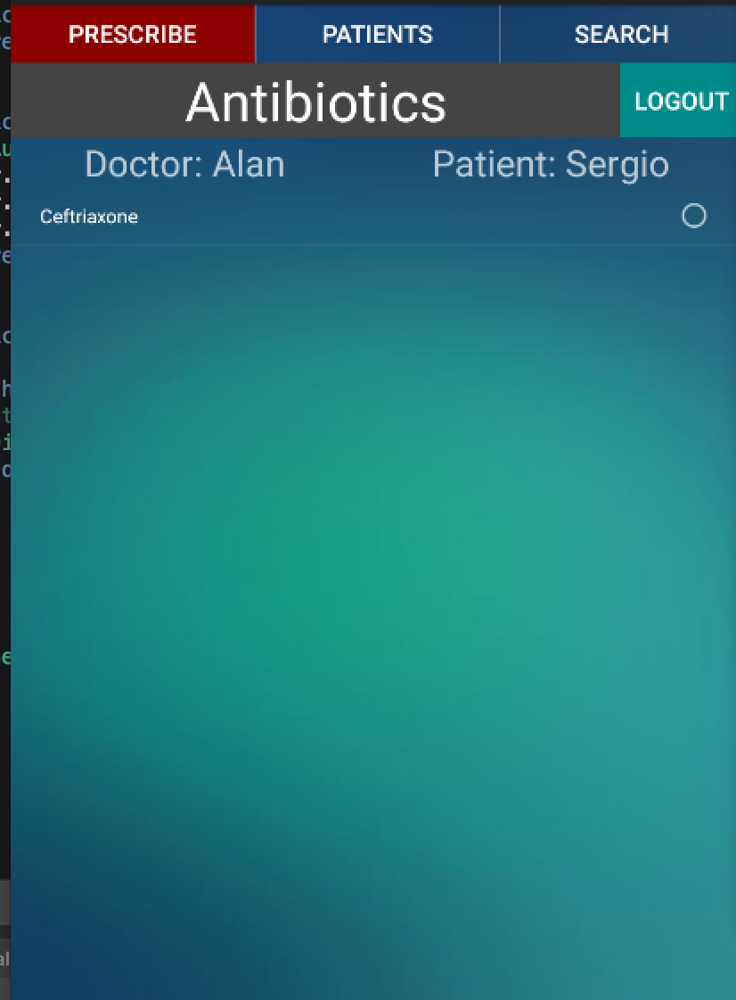 PRESCRIBE PATIENTS SEARCH
Antibiotics LOGOUT
Doctor: Alan Patient: Sergio
Ceftriaxone